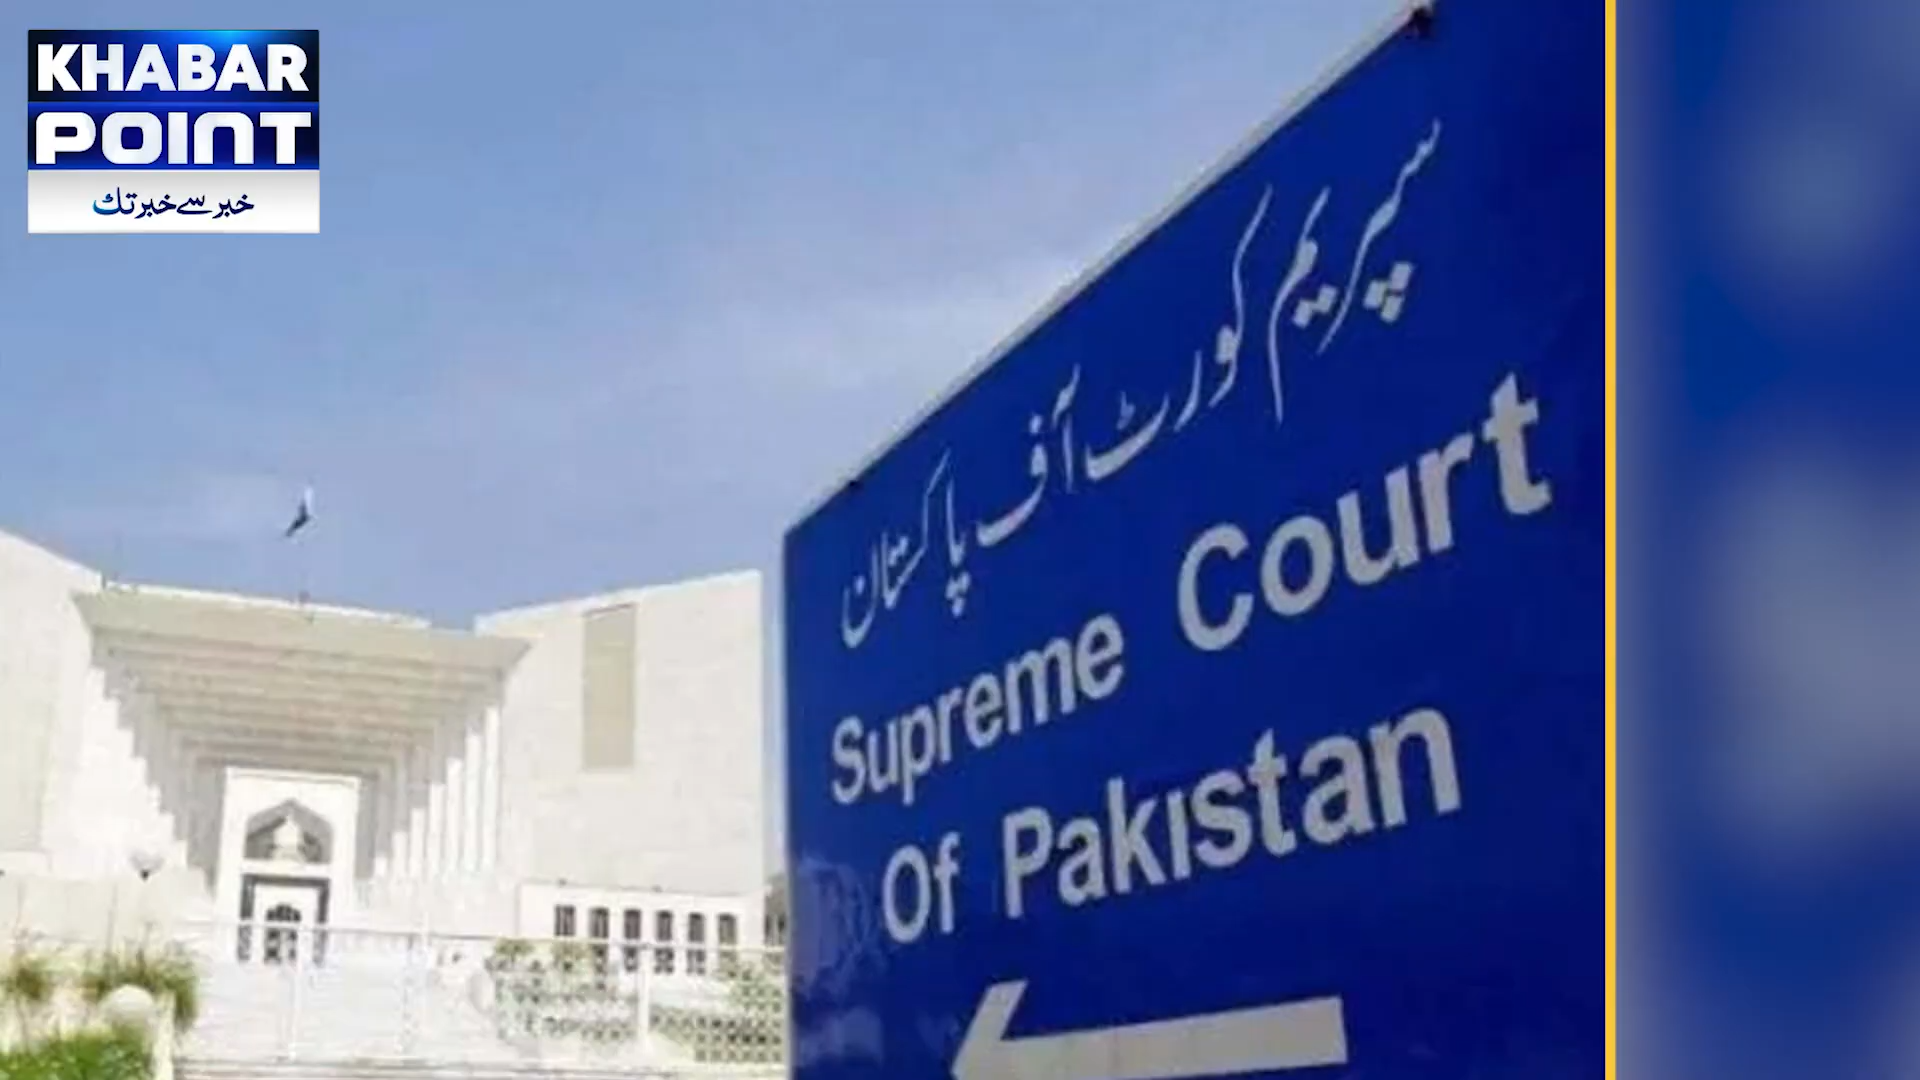 KHABAR
POINT
خبر سے خبر تک
سپریم کورٹ آف پاکستان
Supreme Court
Of Pakistan